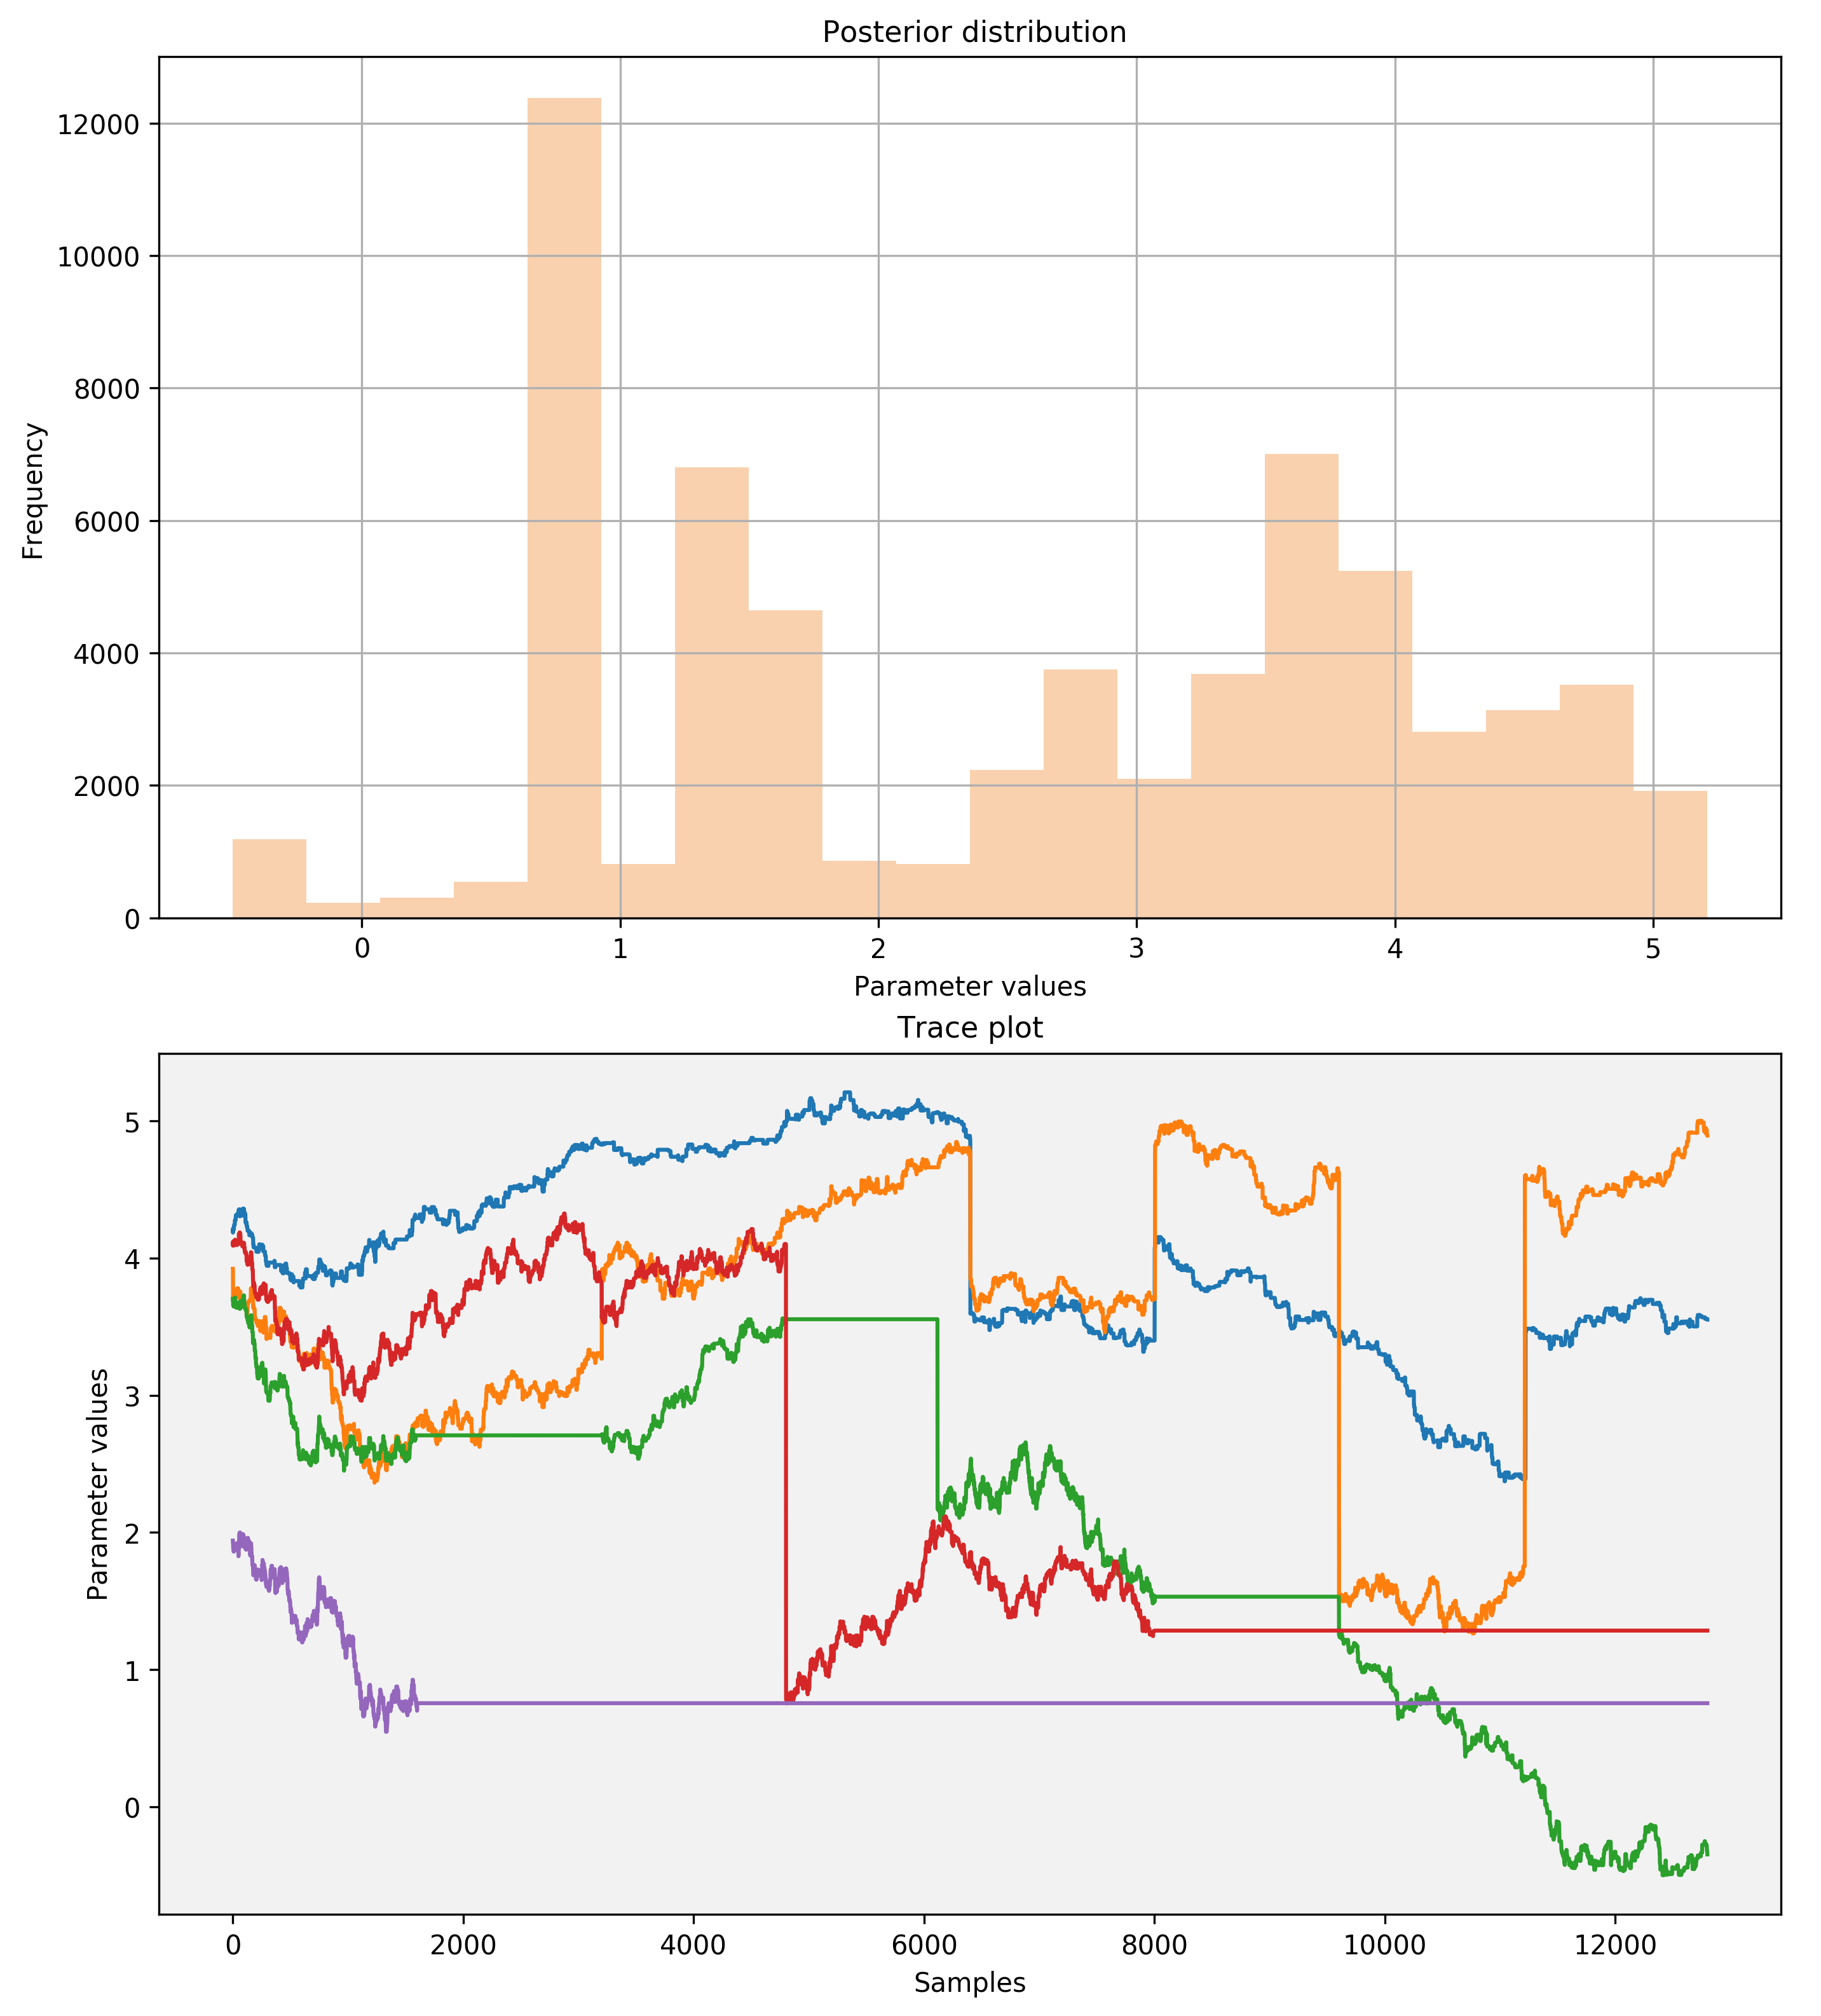 Posterior distribution
12000
10000
8000
6000
4000
2000
0
Frequency
0 1 2 3 4 5
Parameter values
Trace plot
5
4
3
2
1
0
Parameter values
0 2000 4000 6000 8000 10000 12000
Samples